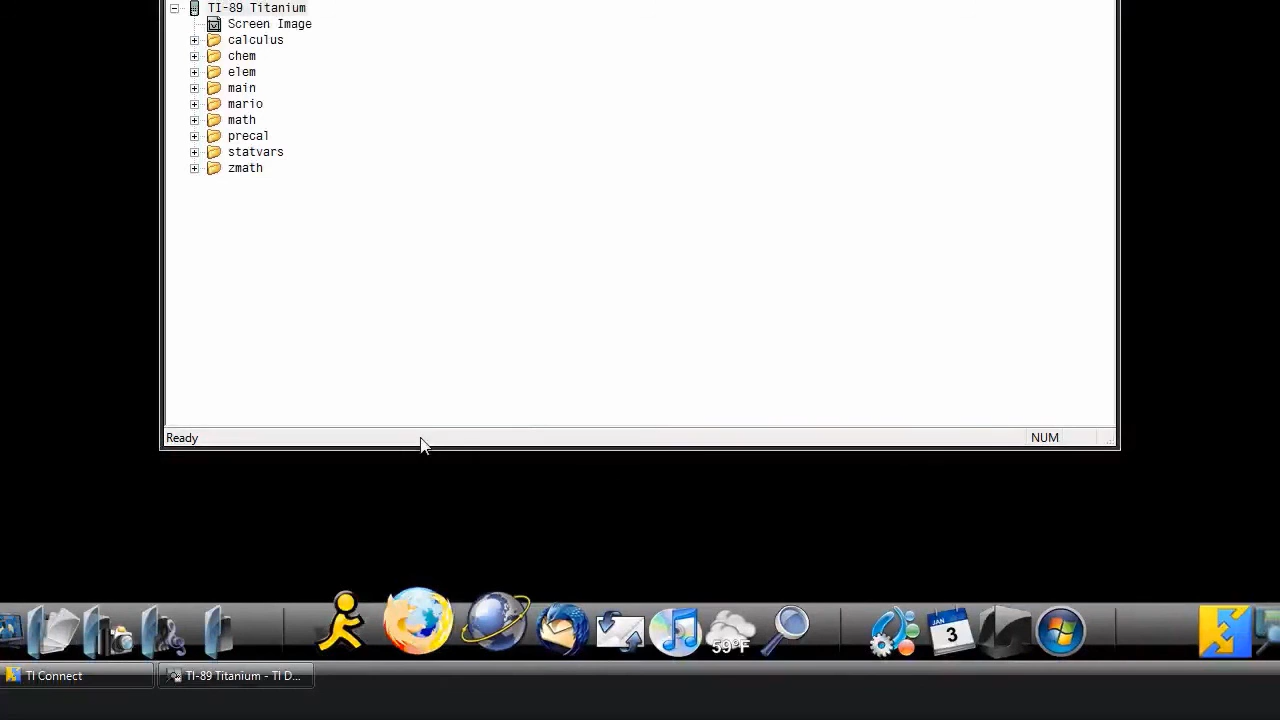 TI-89 Titanium
Screen Image
calculus
chem
elem
main
mario
math
precal
statvars
zmath
Ready
NUM
59°F
JAN
3
TI Connect
TI-89 Titanium - TI D...